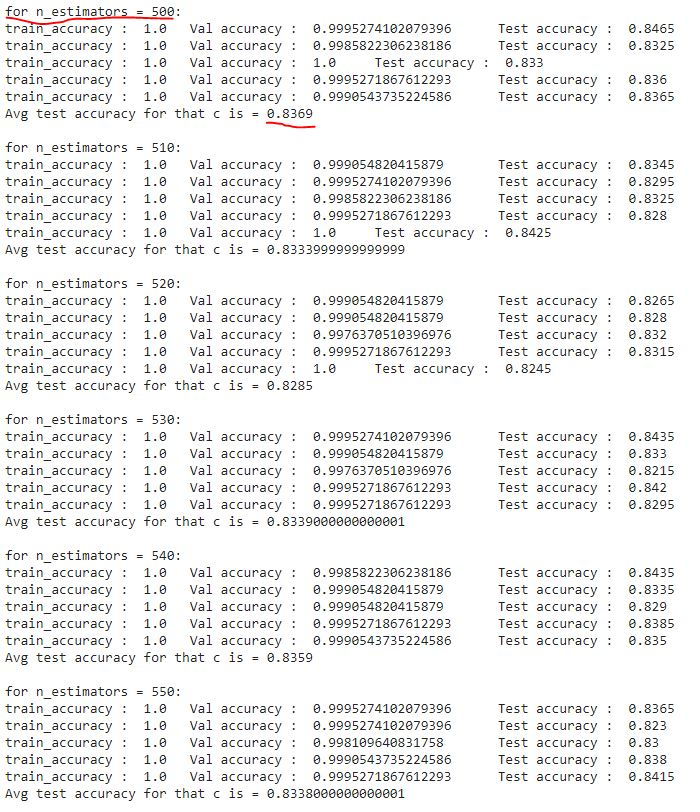 for n_estimators = 500:
train_accuracy :  1.0   Val accuracy :  0.9995274102079396      Test accuracy :  0.8465
train_accuracy :  1.0   Val accuracy :  0.9985822306238186      Test accuracy :  0.8325
train_accuracy :  1.0   Val accuracy :  1.0     Test accuracy :  0.833
train_accuracy :  1.0   Val accuracy :  0.9995271867612293      Test accuracy :  0.836
train_accuracy :  1.0   Val accuracy :  0.9990543735224586      Test accuracy :  0.8365
Avg test accuracy for that c is = 0.8369
for n_estimators = 510:
train_accuracy :  1.0   Val accuracy :  0.999054820415879       Test accuracy :  0.8345
train_accuracy :  1.0   Val accuracy :  0.9995274102079396      Test accuracy :  0.8295
train_accuracy :  1.0   Val accuracy :  0.9985822306238186      Test accuracy :  0.8325
train_accuracy :  1.0   Val accuracy :  0.9995271867612293      Test accuracy :  0.828
train_accuracy :  1.0   Val accuracy :  1.0     Test accuracy :  0.8425
Avg test accuracy for that c is = 0.8333999999999999
for n_estimators = 520:
train_accuracy :  1.0   Val accuracy :  0.999054820415879       Test accuracy :  0.8265
train_accuracy :  1.0   Val accuracy :  0.999054820415879       Test accuracy :  0.828
train_accuracy :  1.0   Val accuracy :  0.9976370510396976      Test accuracy :  0.832
train_accuracy :  1.0   Val accuracy :  0.9995271867612293      Test accuracy :  0.8315
train_accuracy :  1.0   Val accuracy :  1.0     Test accuracy :  0.8245
Avg test accuracy for that c is = 0.8285
for n_estimators = 530:
train_accuracy :  1.0   Val accuracy :  0.9995274102079396      Test accuracy :  0.8435
train_accuracy :  1.0   Val accuracy :  0.999054820415879       Test accuracy :  0.833
train_accuracy :  1.0   Val accuracy :  0.9976370510396976      Test accuracy :  0.8215
train_accuracy :  1.0   Val accuracy :  0.9995271867612293      Test accuracy :  0.842
train_accuracy :  1.0   Val accuracy :  0.9995271867612293      Test accuracy :  0.8295
Avg test accuracy for that c is = 0.8339000000000001
for n_estimators = 540:
train_accuracy :  1.0   Val accuracy :  0.9985822306238186      Test accuracy :  0.8435
train_accuracy :  1.0   Val accuracy :  0.999054820415879       Test accuracy :  0.8335
train_accuracy :  1.0   Val accuracy :  0.999054820415879       Test accuracy :  0.829
train_accuracy :  1.0   Val accuracy :  0.9995271867612293      Test accuracy :  0.8385
train_accuracy :  1.0   Val accuracy :  0.9990543735224586      Test accuracy :  0.835
Avg test accuracy for that c is = 0.8359
for n_estimators = 550:
train_accuracy :  1.0   Val accuracy :  0.9995274102079396      Test accuracy :  0.8365
train_accuracy :  1.0   Val accuracy :  0.9995274102079396      Test accuracy :  0.823
train_accuracy :  1.0   Val accuracy :  0.998109640831758       Test accuracy :  0.83
train_accuracy :  1.0   Val accuracy :  0.9990543735224586      Test accuracy :  0.838
train_accuracy :  1.0   Val accuracy :  0.9995271867612293      Test accuracy :  0.8415
Avg test accuracy for that c is = 0.8338000000000001